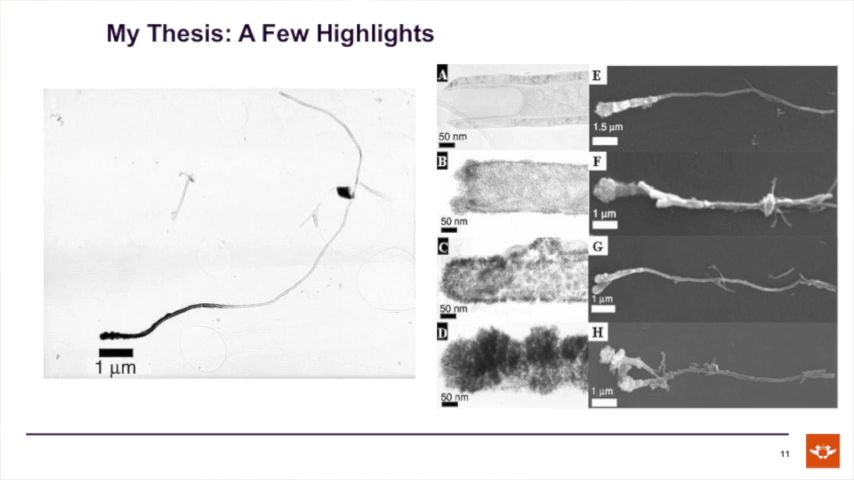 My Thesis: A Few Highlights
1 μm
A
50 nm
B
50 nm
C
50 nm
D
50 nm
E
1.5 μm
F
1 μm
G
1 μm
H
1 μm
11